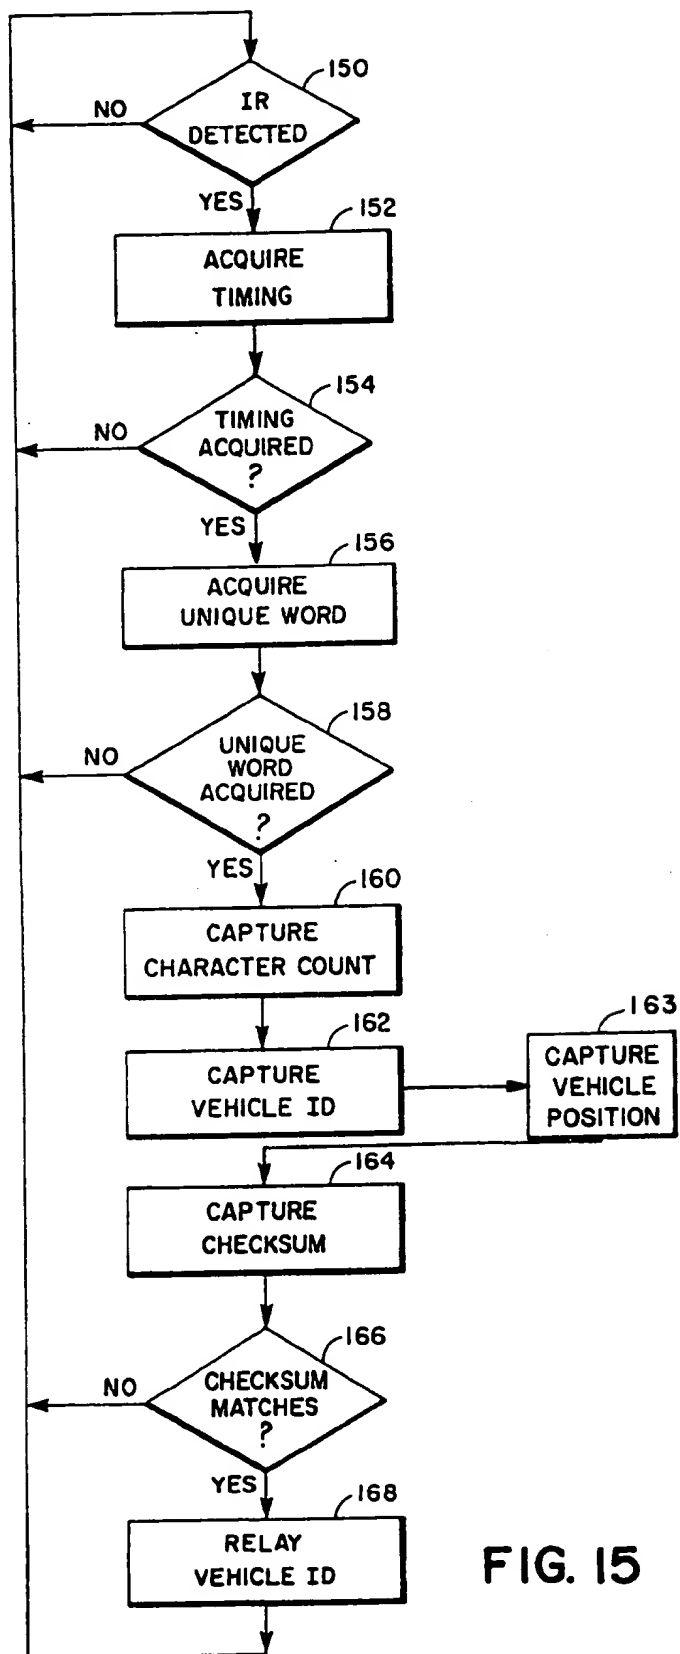 150
IR
DETECTED
NO
YES
152
ACQUIRE
TIMING
154
TIMING
ACQUIRED
?
NO
YES
156
ACQUIRE
UNIQUE WORD
158
UNIQUE
WORD
ACQUIRED
?
NO
YES
160
CAPTURE
CHARACTER COUNT
162
CAPTURE
VEHICLE ID
163
CAPTURE
VEHICLE
POSITION
164
CAPTURE
CHECKSUM
166
CHECKSUM
MATCHES
?
NO
YES
168
RELAY
VEHICLE ID
FIG. 15